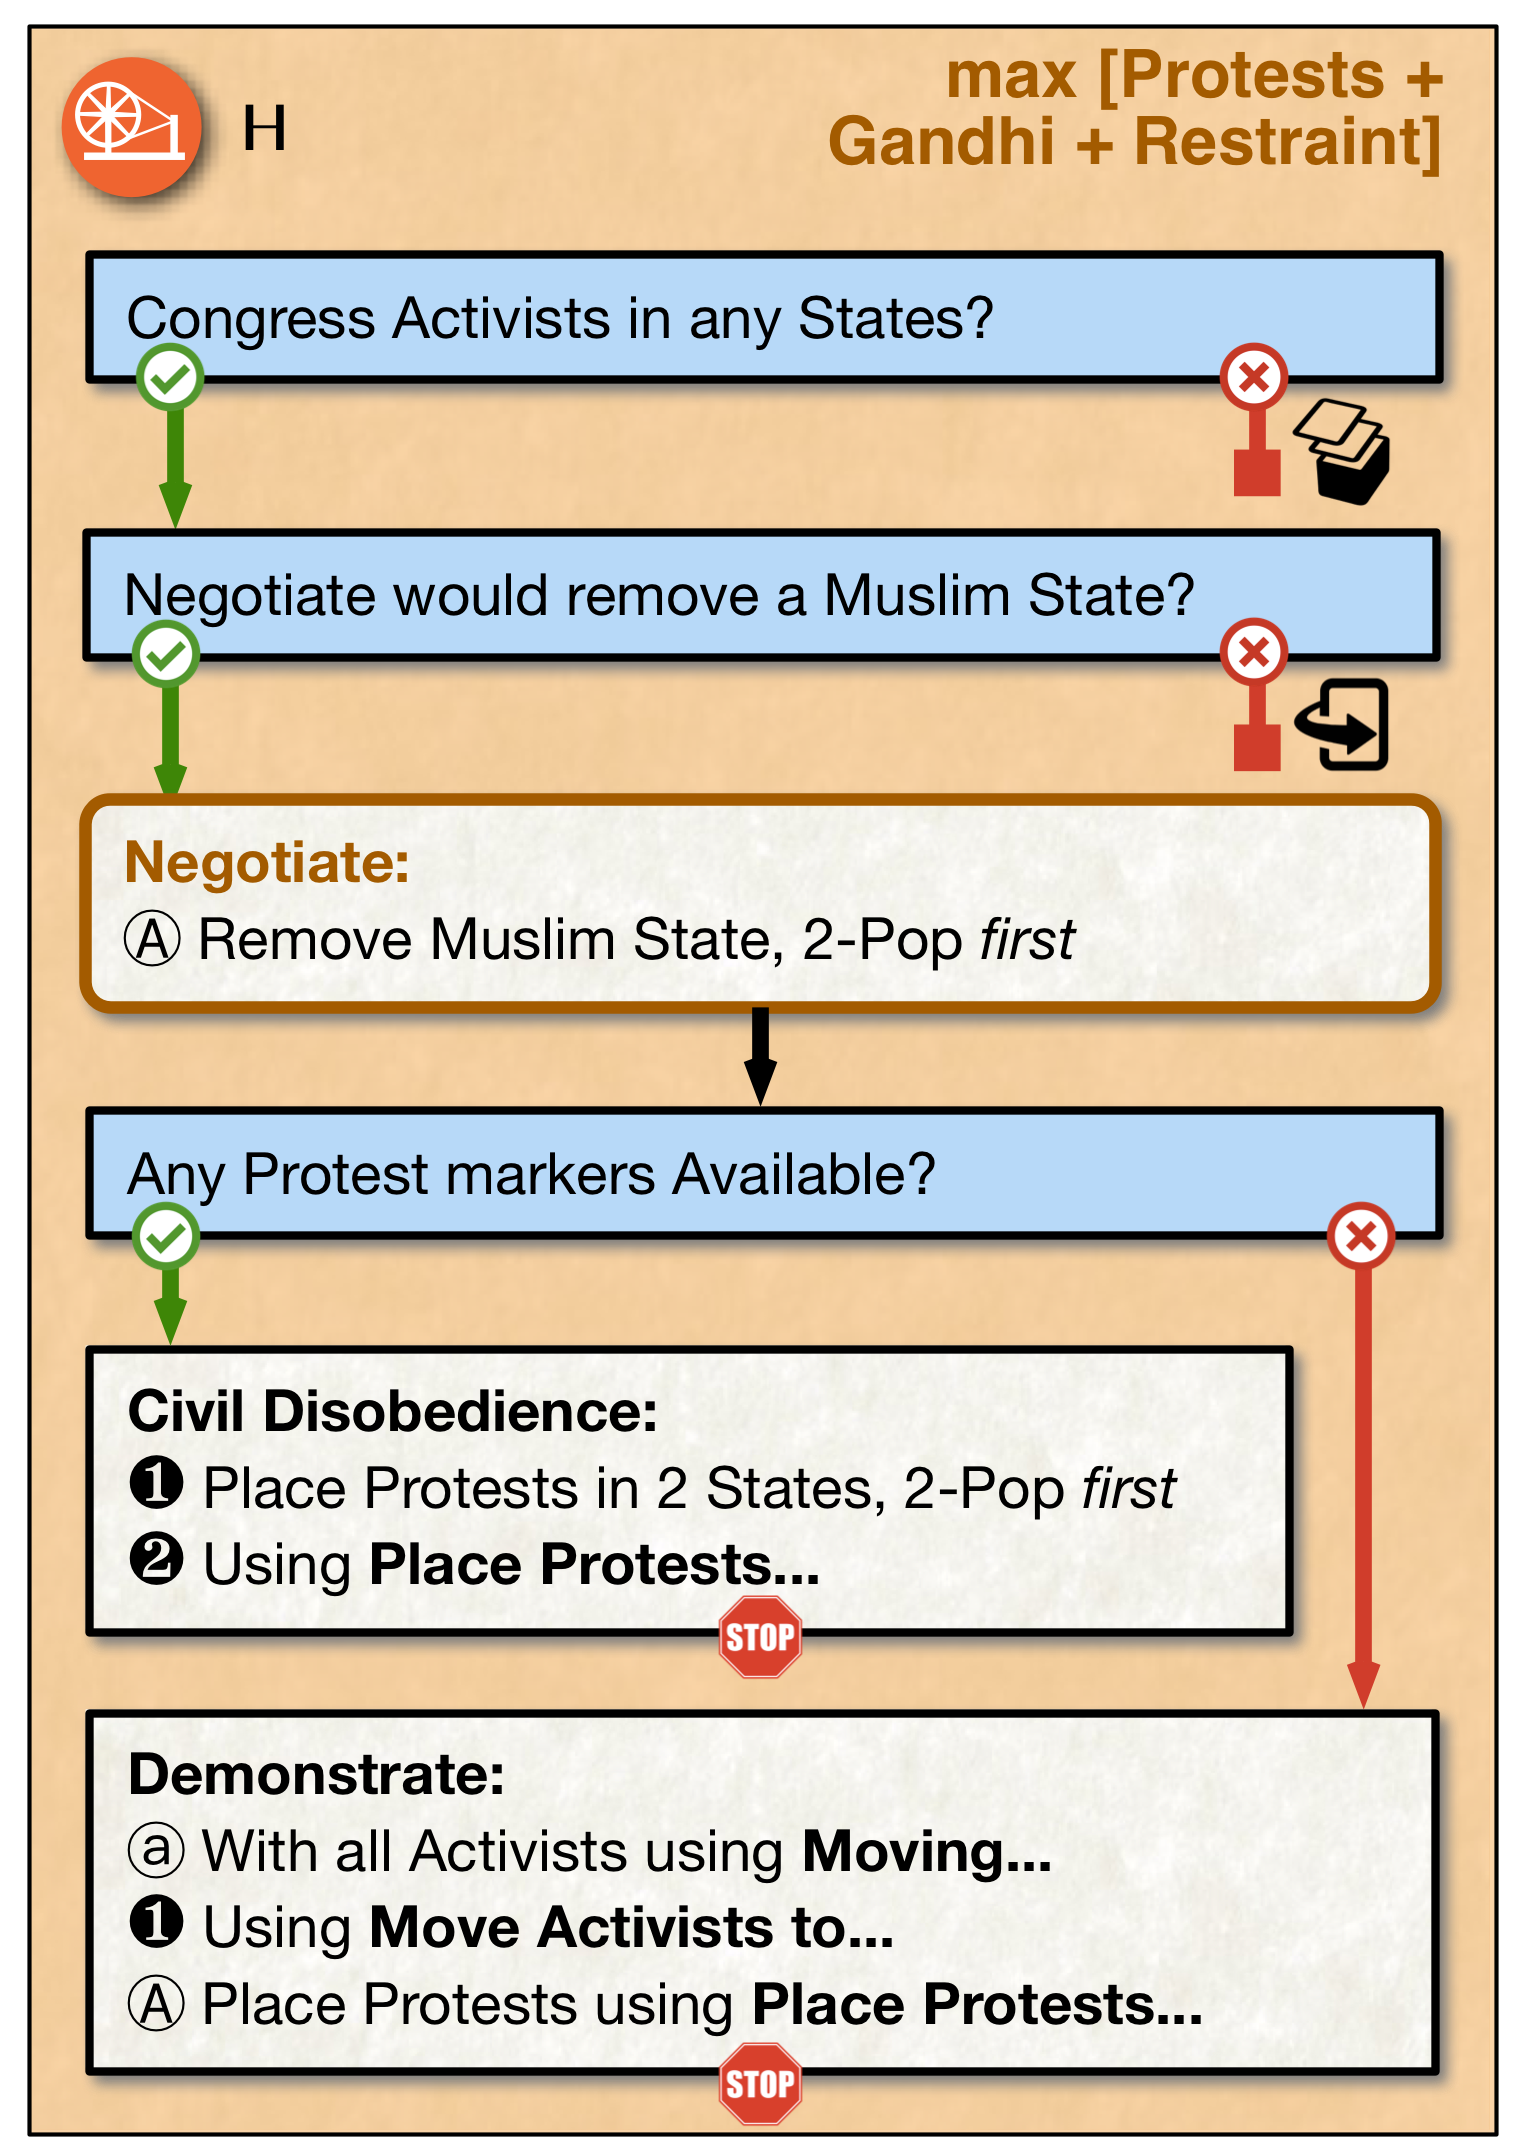 H
max [Protests +
Gandhi + Restraint]
Congress Activists in any States?
Negotiate would remove a Muslim State?
Negotiate:
Ⓐ Remove Muslim State, 2-Pop first
Any Protest markers Available?
Civil Disobedience:
❶ Place Protests in 2 States, 2-Pop first
❷ Using Place Protests...
STOP
Demonstrate:
ⓐ With all Activists using Moving...
❶ Using Move Activists to...
Ⓐ Place Protests using Place Protests...
STOP